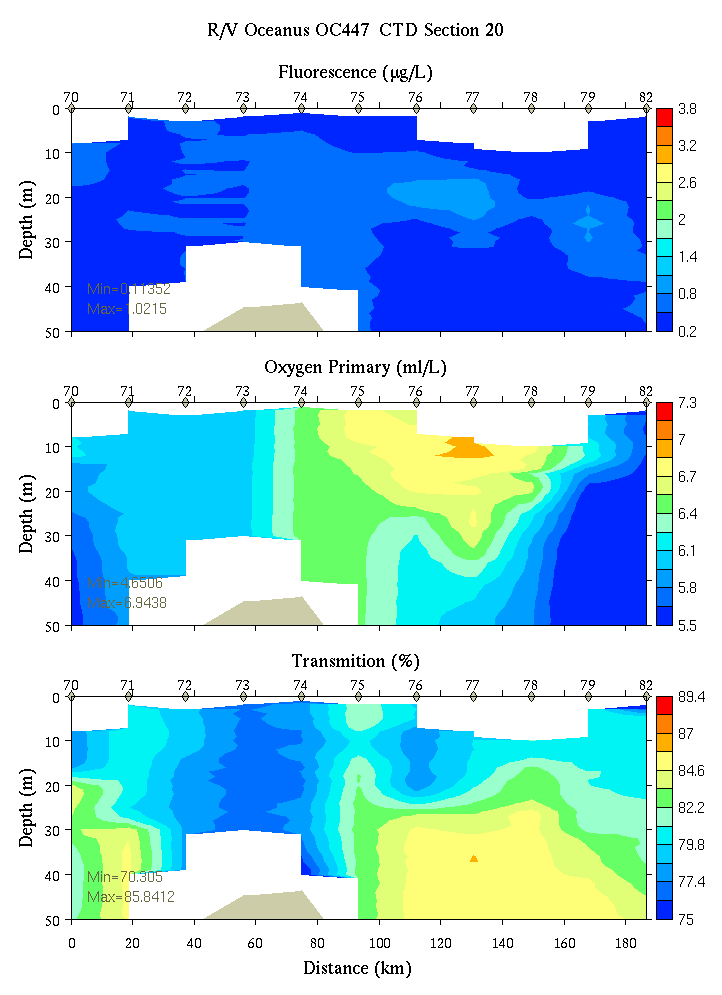 R/V Oceanus OC447 CTD Section 20
Fluorescence (µg/L)
70 71 72 73 74 75 76 77 78 79 82
0 10 20 30 40 50
Depth (m)
Min=0.11352
Max=1.0215
3.8 3.2 2.6 2 1.4 0.8 0.2
Oxygen Primary (ml/L)
70 71 72 73 74 75 76 77 78 79 82
0 10 20 30 40 50
Depth (m)
Min=4.6506
Max=6.9438
7.3 7 6.7 6.4 6.1 5.8 5.5
Transmition (%)
70 71 72 73 74 75 76 77 78 79 82
0 10 20 30 40 50
Depth (m)
Min=70.305
Max=85.8412
89.4 87 84.6 82.2 79.8 77.4 75
0 20 40 60 80 100 120 140 160 180
Distance (km)